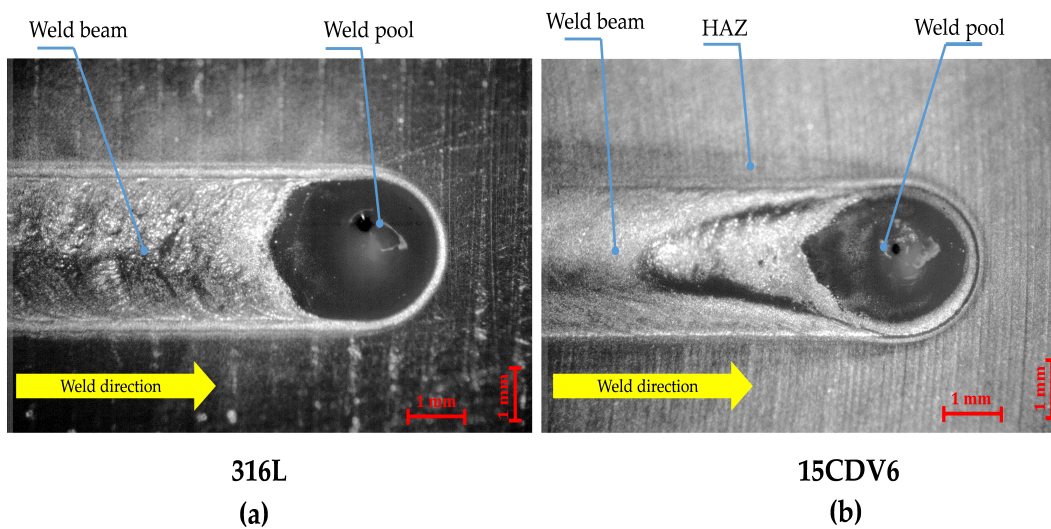 Weld beam
Weld pool
Weld direction
1 mm
1 mm
316L
(a)
Weld beam
HAZ
Weld pool
Weld direction
1 mm
1 mm
15CDV6
(b)